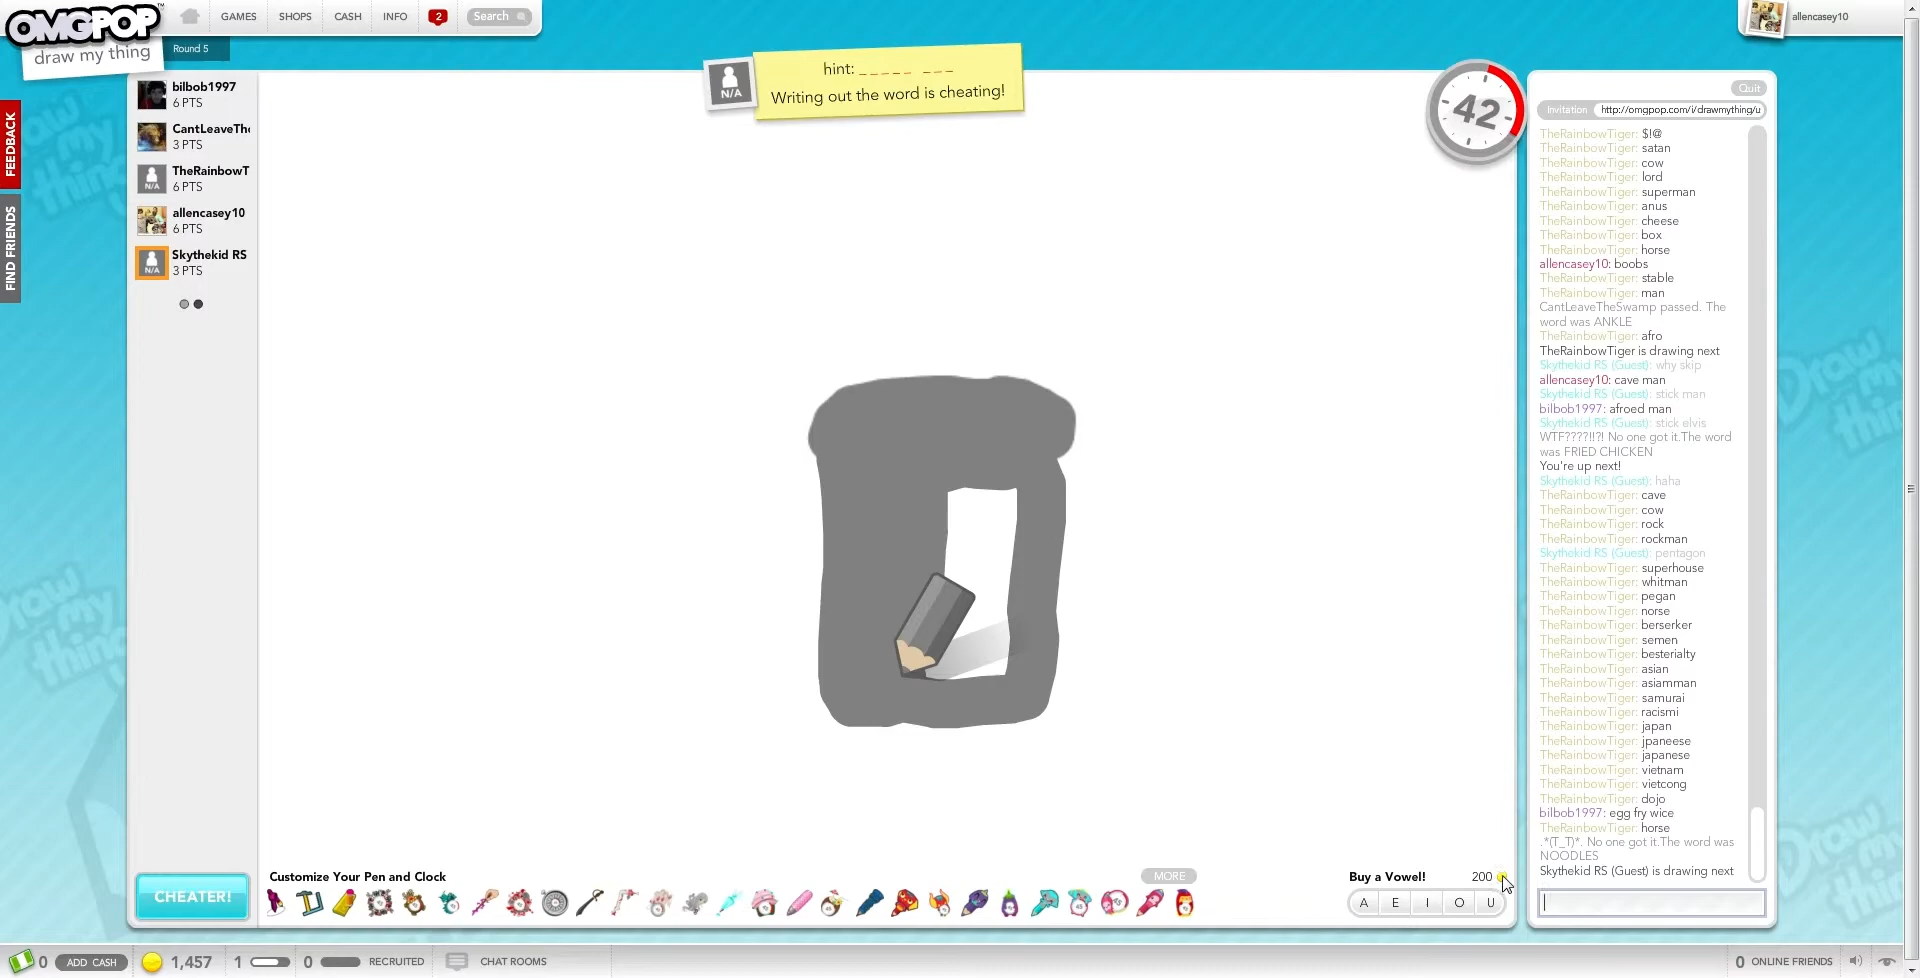 OMGPOP
draw my thing
GAMES
SHOPS
CASH
INFO
2
Search
allencasey10
Round 5
FEEDBACK
FIND FRIENDS
bilbob1997
6 PTS
CantLeaveTh
3 PTS
TheRainbowT
6 PTS
allencasey10
6 PTS
Skythekid RS
3 PTS
N/A
hint: _ _ _ _ _ _ _ _
Writing out the word is cheating!
42
Quit
Invitation http://omgpop.com/i/drawmything/u
TheRainbowTiger: $!@
TheRainbowTiger: satan
TheRainbowTiger: cow
TheRainbowTiger: lord
TheRainbowTiger: superman
TheRainbowTiger: anus
TheRainbowTiger: cheese
TheRainbowTiger: box
TheRainbowTiger: horse
allencasey10: boobs
TheRainbowTiger: stable
TheRainbowTiger: man
CantLeaveTheSwamp passed. The
word was ANKLE
TheRainbowTiger: afro
TheRainbowTiger is drawing next
Skythekid RS (Guest): why skip
allencasey10: cave man
Skythekid RS (Guest): stick man
bilbob1997: afroed man
Skythekid RS (Guest): stick elvis
WTF????!!?! No one got it.The word
was FRIED CHICKEN
You're up next!
Skythekid RS (Guest): haha
TheRainbowTiger: cave
TheRainbowTiger: cow
TheRainbowTiger: rock
TheRainbowTiger: rockman
Skythekid RS (Guest): pentagon
TheRainbowTiger: superhouse
TheRainbowTiger: whitman
TheRainbowTiger: pegan
TheRainbowTiger: norse
TheRainbowTiger: berserker
TheRainbowTiger: semen
TheRainbowTiger: besterialty
TheRainbowTiger: asian
TheRainbowTiger: asiamman
TheRainbowTiger: samurai
TheRainbowTiger: racismi
TheRainbowTiger: japan
TheRainbowTiger: jpaneese
TheRainbowTiger: japanese
TheRainbowTiger: vietnam
TheRainbowTiger: vietcong
TheRainbowTiger: dojo
bilbob1997: egg fry wice
TheRainbowTiger: horse
.*(T_T)*. No one got it.The word was
NOODLES
Skythekid RS (Guest) is drawing next
CHEATER!
Customize Your Pen and Clock
MORE
Buy a Vowel! 200
A E I O U
0 ADD CASH 1,457 1 0 RECRUITED CHAT ROOMS
0 ONLINE FRIENDS